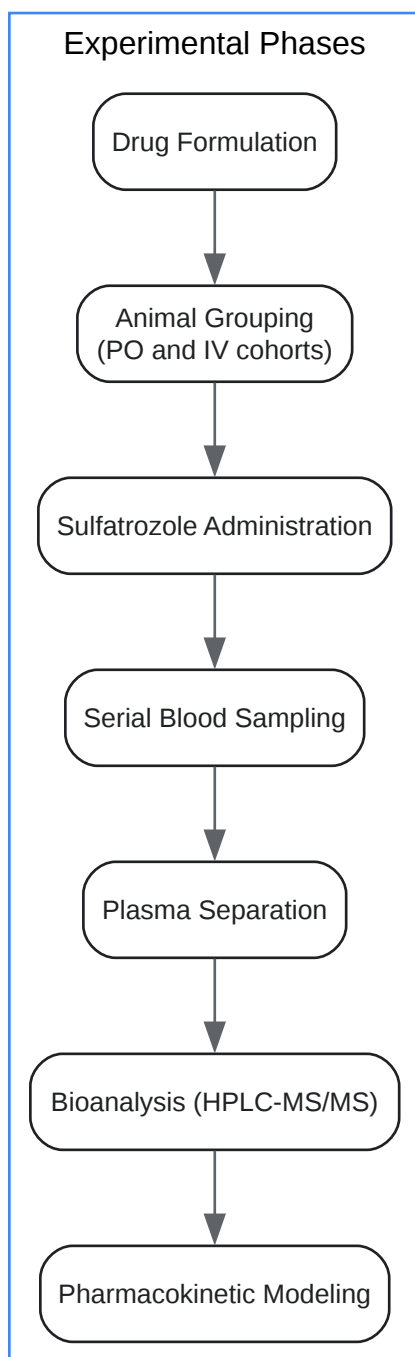 Experimental Phases
Drug Formulation
Animal Grouping
(PO and IV cohorts)
Sulfatrozole Administration
Serial Blood Sampling
Plasma Separation
Bioanalysis (HPLC-MS/MS)
Pharmacokinetic Modeling